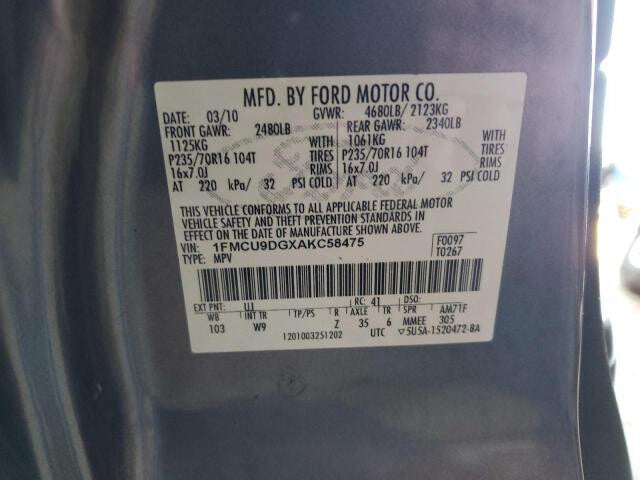 MFD. BY FORD MOTOR CO.
DATE: 03/10 GVWR: 4680LB/ 2123KG
FRONT GAWR: 2480LB REAR GAWR: 2340LB
1125KG 1061KG
P235/70R16 104T TIRES P235/70R16 104T TIRES
16x7.0J RIMS 16x7.0J RIMS
AT 220 kPa/ 32 PSI COLD AT 220 kPa/ 32 PSI COLD
THIS VEHICLE CONFORMS TO ALL APPLICABLE FEDERAL MOTOR
VEHICLE SAFETY AND THEFT PREVENTION STANDARDS IN
EFFECT ON THE DATE OF MANUFACTURE SHOWN ABOVE.
VIN: 1FMCU9DGXAKC58475 F0097
TYPE: MPV T0267
EXT PNT: UJ RC: 41 DSO:
WB INT TR TP/PS R AXLE TR SPR AM71F
103 W9 Z 35 6 MMEE 305
1201003251202 UTC 5U5A-1520472-BA